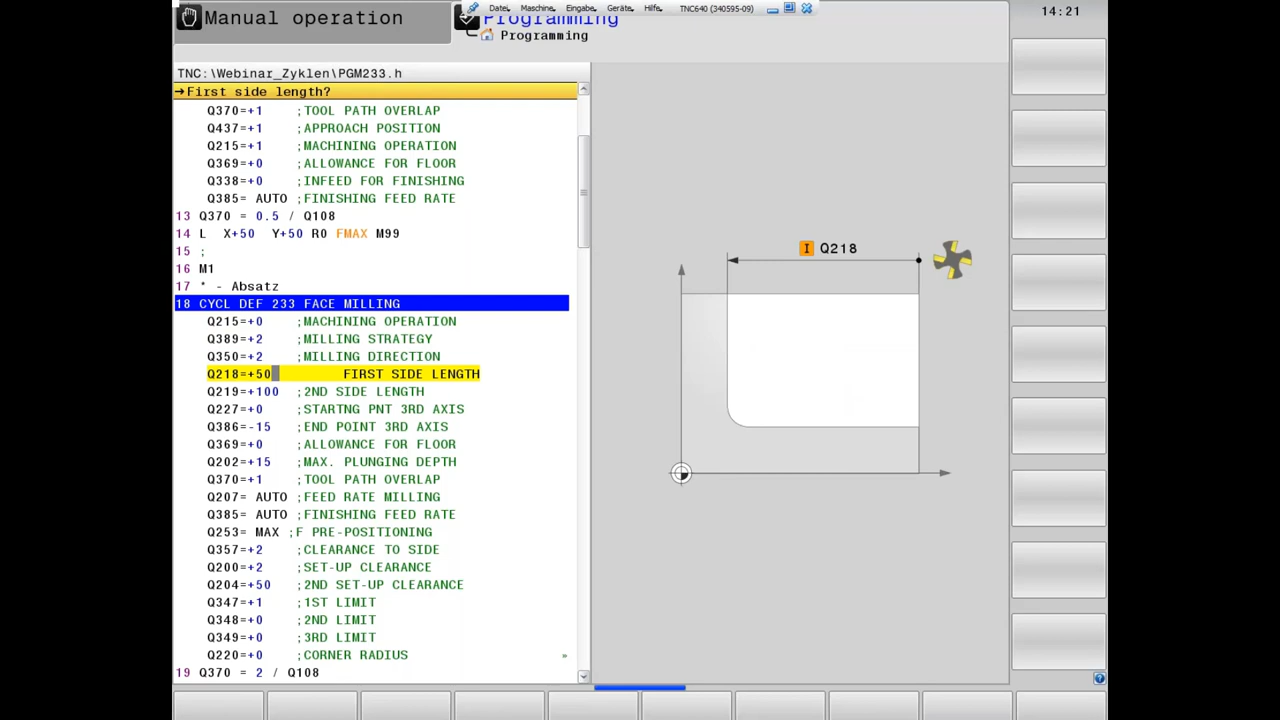 Manual operation
Datei Maschine Eingabe Geräte Hilfe TNC640 (340595-09)
Programming
Programming
14:21
TNC:\Webinar_Zyklen\PGM233.h
→First side length?
Q370=+1 ;TOOL PATH OVERLAP
Q437=+1 ;APPROACH POSITION
Q215=+1 ;MACHINING OPERATION
Q369=+0 ;ALLOWANCE FOR FLOOR
Q338=+0 ;INFEED FOR FINISHING
Q385= AUTO ;FINISHING FEED RATE
13 Q370 = 0.5 / Q108
14 L X+50 Y+50 R0 FMAX M99
15 ;
16 M1
17 * - Absatz
18 CYCL DEF 233 FACE MILLING
Q215=+0 ;MACHINING OPERATION
Q389=+2 ;MILLING STRATEGY
Q350=+2 ;MILLING DIRECTION
Q218=+50 FIRST SIDE LENGTH
Q219=+100 ;2ND SIDE LENGTH
Q227=+0 ;STARTNG PNT 3RD AXIS
Q386=-15 ;END POINT 3RD AXIS
Q369=+0 ;ALLOWANCE FOR FLOOR
Q202=+15 ;MAX. PLUNGING DEPTH
Q370=+1 ;TOOL PATH OVERLAP
Q207= AUTO ;FEED RATE MILLING
Q385= AUTO ;FINISHING FEED RATE
Q253= MAX ;F PRE-POSITIONING
Q357=+2 ;CLEARANCE TO SIDE
Q200=+2 ;SET-UP CLEARANCE
Q204=+50 ;2ND SET-UP CLEARANCE
Q347=+1 ;1ST LIMIT
Q348=+0 ;2ND LIMIT
Q349=+0 ;3RD LIMIT
Q220=+0 ;CORNER RADIUS »
19 Q370 = 2 / Q108
I Q218